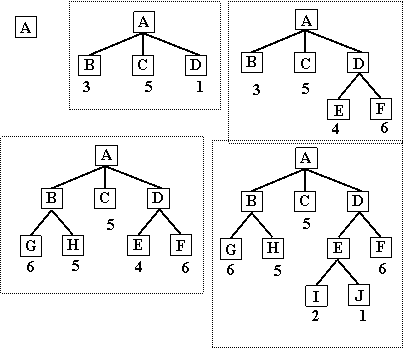 A
A
B C D
3 5 1
A
B C D
3 5
E F
4 6
A
B C D
5
G H E F
6 5 4 6
A
B C D
5
G H E F
6 5 6
I J
2 1